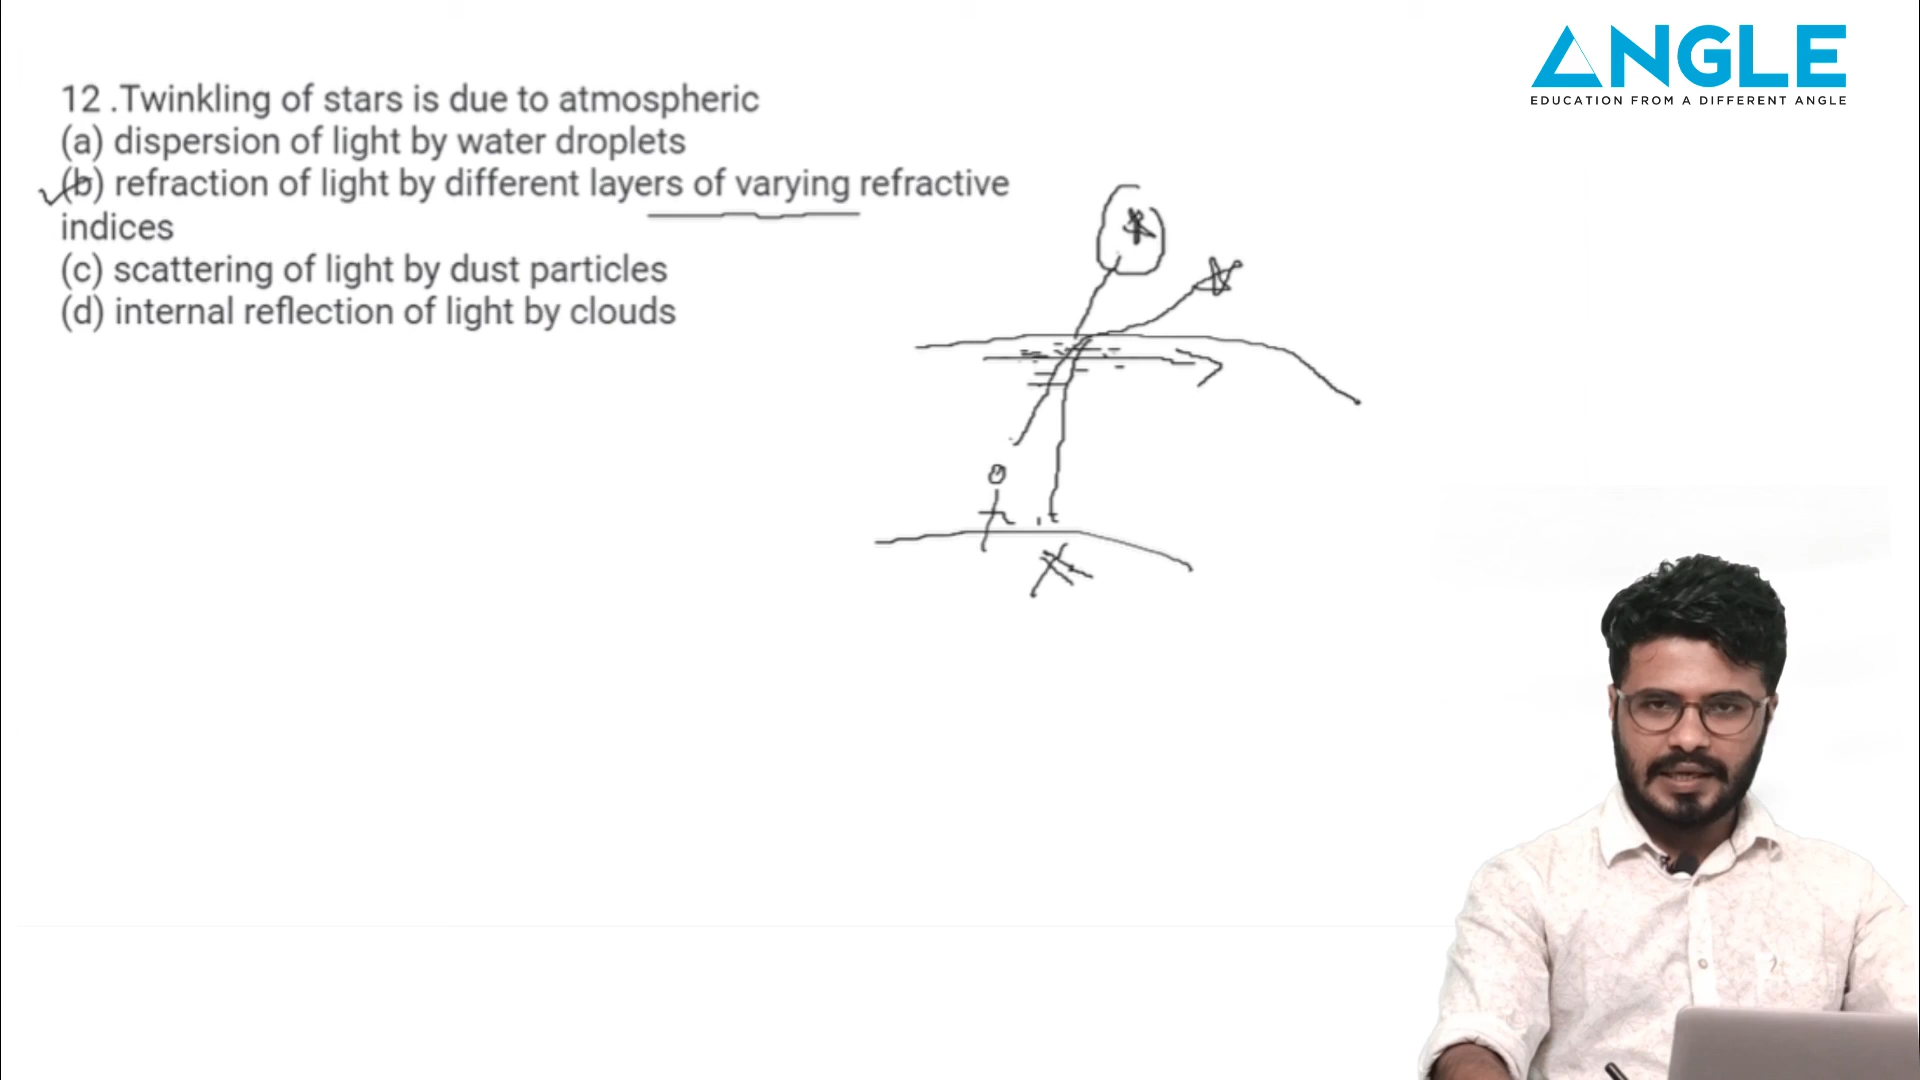 ANGLE
EDUCATION FROM A DIFFERENT ANGLE
12 .Twinkling of stars is due to atmospheric
(a) dispersion of light by water droplets
(b) refraction of light by different layers of varying refractive
indices
(c) scattering of light by dust particles
(d) internal reflection of light by clouds